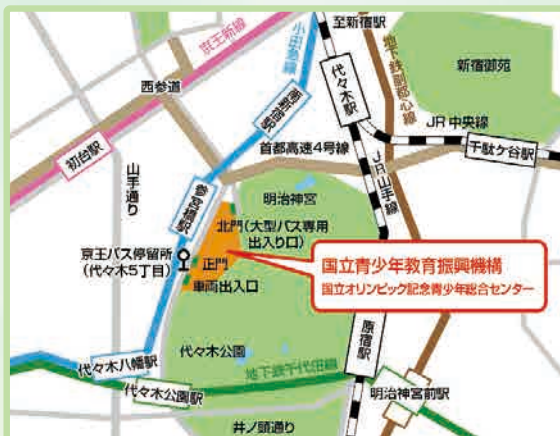 至新宿駅
京王新線
小田急線
地下鉄副都心線
新宿御苑
西参道
南新宿駅
代々木駅
JR中央線
千駄ケ谷駅
初台駅
首都高速4号線
JR山手線
山手通り
参宮橋駅
明治神宮
北門(大型バス専用
出入り口)
京王バス停留所
(代々木5丁目)
正門
車両出入口
国立青少年教育振興機構
国立オリンピック記念青少年総合センター
原宿駅
代々木公園
代々木八幡駅
地下鉄千代田線
代々木公園駅
明治神宮前駅
井ノ頭通り